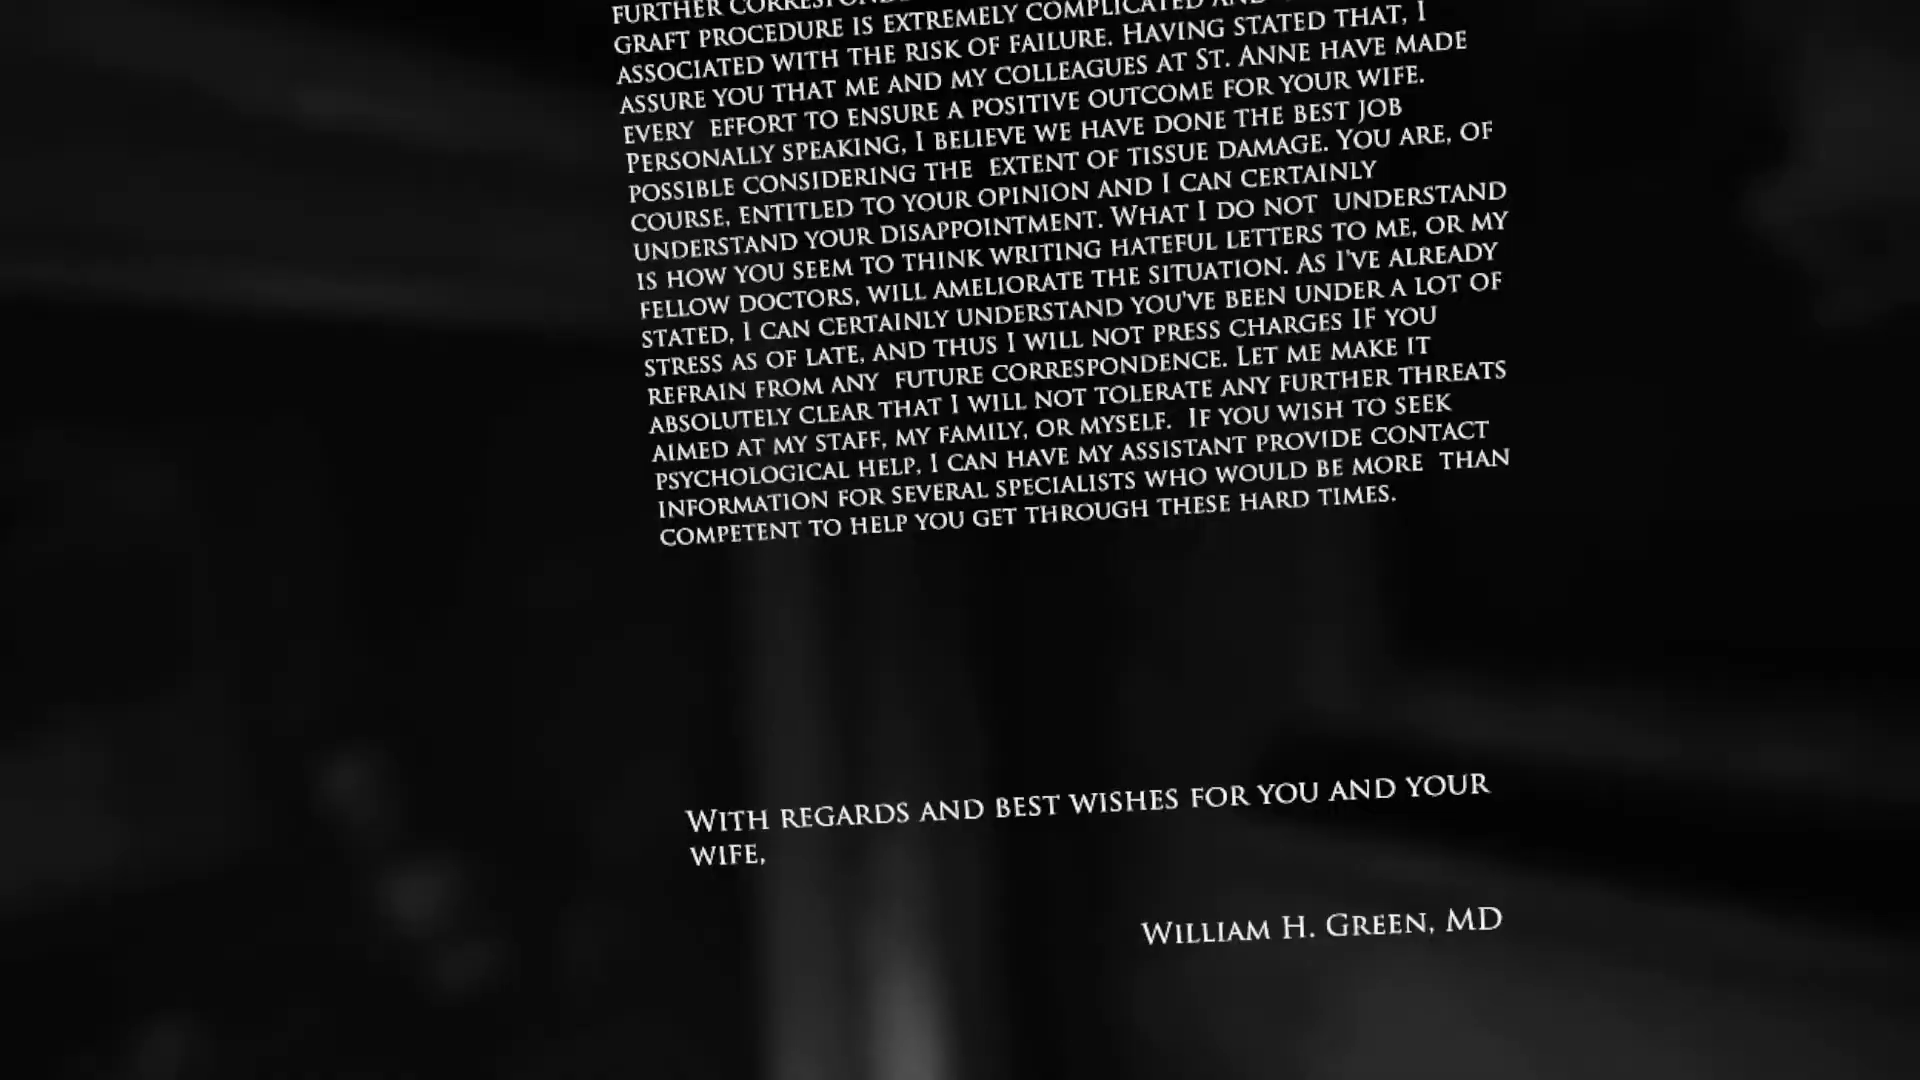 FURTHER
GRAFT PROCEDURE IS EXTREMELY COMPLICATED AND
ASSOCIATED WITH THE RISK OF FAILURE. HAVING STATED THAT, I
ASSURE YOU THAT ME AND MY COLLEAGUES AT ST. ANNE HAVE MADE
EVERY EFFORT TO ENSURE A POSITIVE OUTCOME FOR YOUR WIFE.
PERSONALLY SPEAKING, I BELIEVE WE HAVE DONE THE BEST JOB
POSSIBLE CONSIDERING THE EXTENT OF TISSUE DAMAGE. YOU ARE, OF
COURSE, ENTITLED TO YOUR OPINION AND I CAN CERTAINLY
UNDERSTAND YOUR DISAPPOINTMENT. WHAT I DO NOT UNDERSTAND
IS HOW YOU SEEM TO THINK WRITING HATEFUL LETTERS TO ME, OR MY
FELLOW DOCTORS, WILL AMELIORATE THE SITUATION. AS I'VE ALREADY
STATED, I CAN CERTAINLY UNDERSTAND YOU'VE BEEN UNDER A LOT OF
STRESS AS OF LATE, AND THUS I WILL NOT PRESS CHARGES IF YOU
REFRAIN FROM ANY FUTURE CORRESPONDENCE. LET ME MAKE IT
ABSOLUTELY CLEAR THAT I WILL NOT TOLERATE ANY FURTHER THREATS
AIMED AT MY STAFF, MY FAMILY, OR MYSELF. IF YOU WISH TO SEEK
PSYCHOLOGICAL HELP, I CAN HAVE MY ASSISTANT PROVIDE CONTACT
INFORMATION FOR SEVERAL SPECIALISTS WHO WOULD BE MORE THAN
COMPETENT TO HELP YOU GET THROUGH THESE HARD TIMES.
WITH REGARDS AND BEST WISHES FOR YOU AND YOUR
WIFE,
WILLIAM H. GREEN, MD